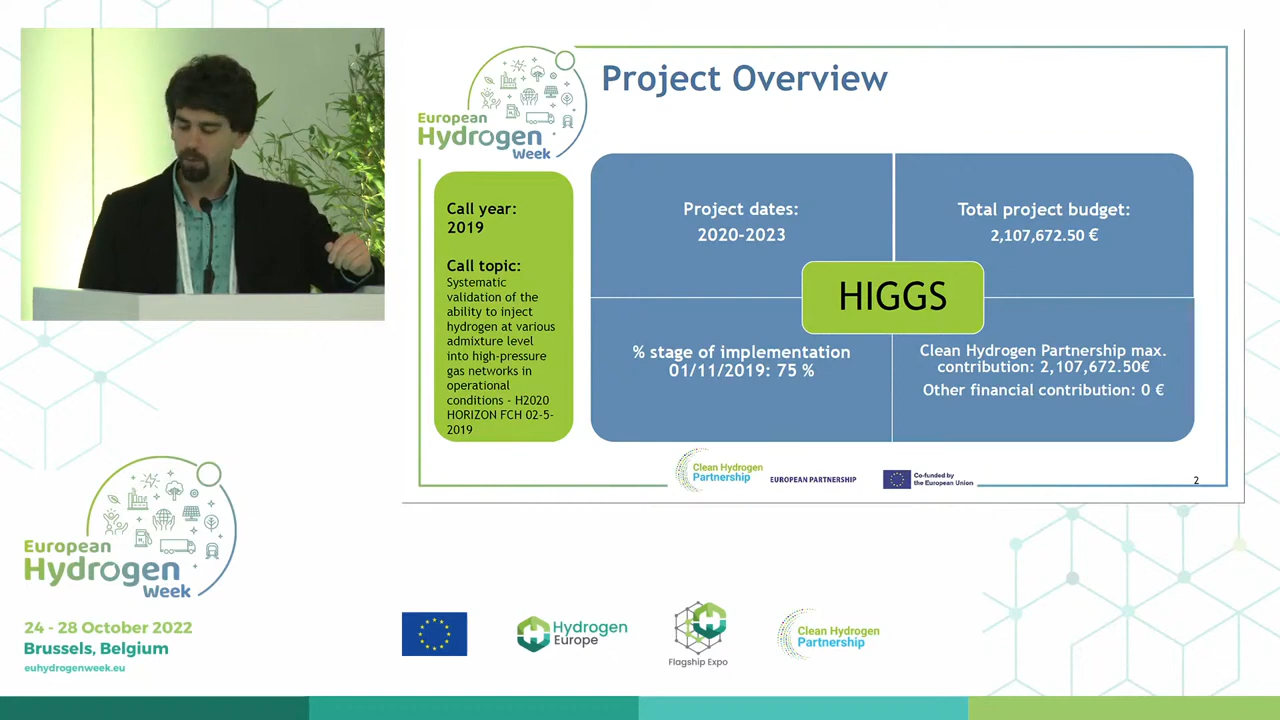 Project Overview
European
Hydrogen
Week
Call year:
2019
Call topic:
Systematic
validation of the
ability to inject
hydrogen at various
admixture level
into high-pressure
gas networks in
operational
conditions - H2020
HORIZON FCH 02-5-
2019
Project dates:
2020-2023
Total project budget:
2,107,672.50 €
HIGGS
% stage of implementation
01/11/2019: 75 %
Clean Hydrogen Partnership max.
contribution: 2,107,672.50€
Other financial contribution: 0 €
Clean Hydrogen
Partnership
EUROPEAN PARTNERSHIP
Co-funded by
the European Union
2
European
Hydrogen
Week
24 - 28 October 2022
Brussels, Belgium
euhydrogenweek.eu
Hydrogen
Europe
Flagship Expo
Clean Hydrogen
Partnership